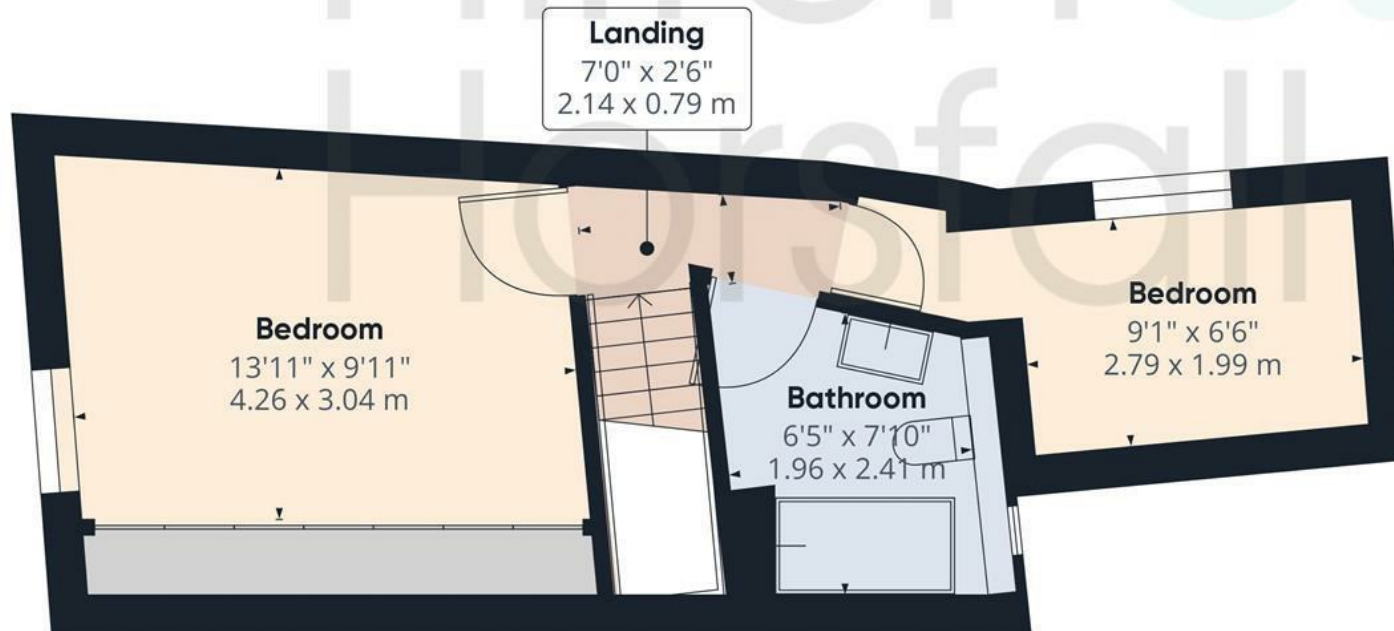 Landing
7'0" x 2'6"
2.14 x 0.79 m
Horsfall
Bedroom
13'11" x 9'11"
4.26 x 3.04 m
Bedroom
9'1" x 6'6"
2.79 x 1.99 m
Bathroom
6'5" x 7'10"
1.96 x 2.41 m